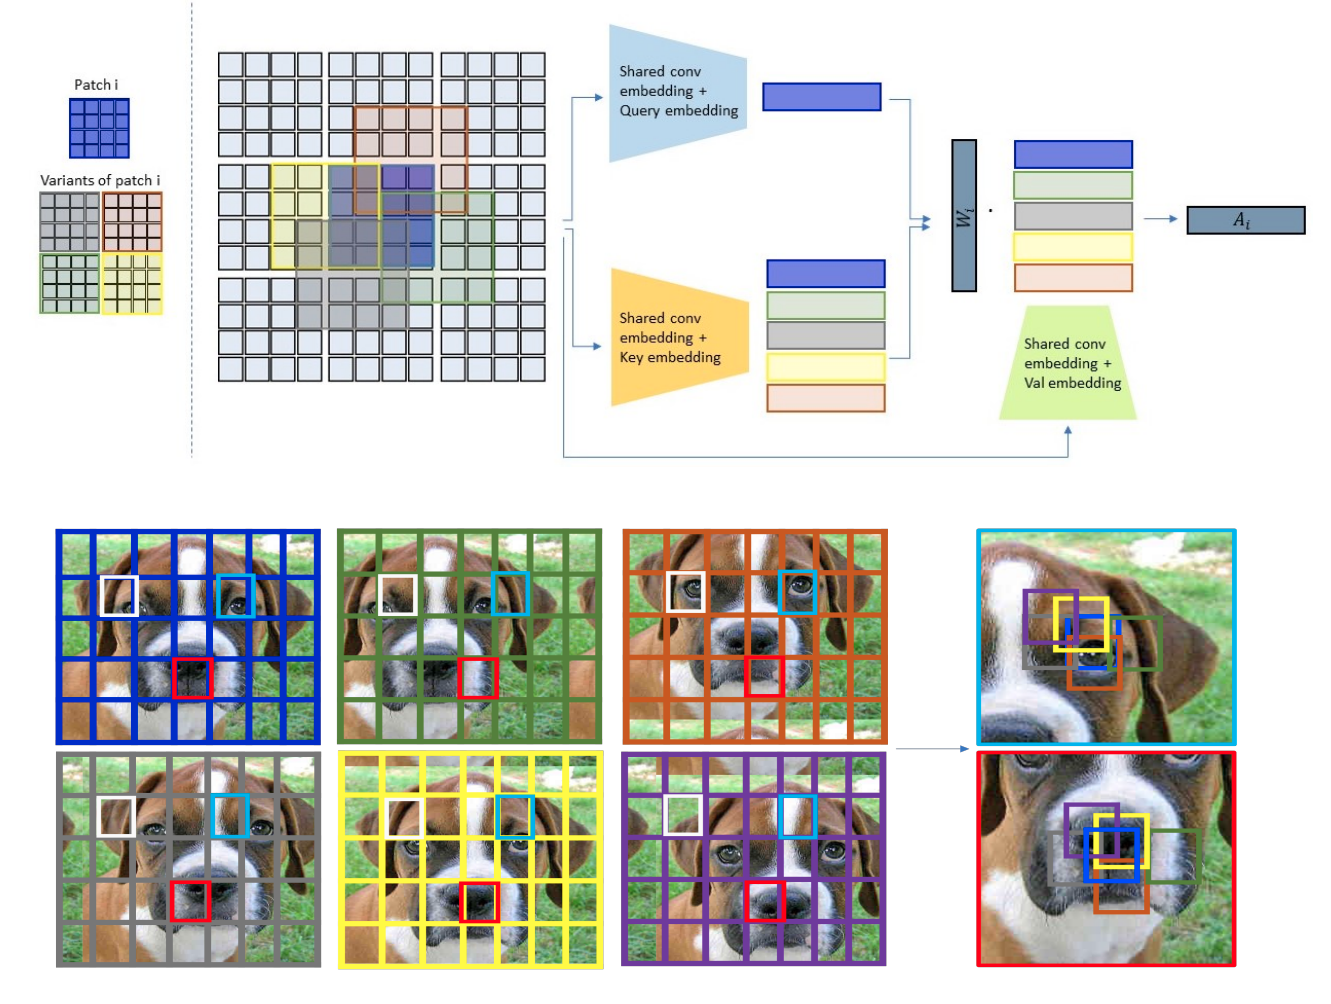 Patch i
Variants of patch i
Shared conv
embedding +
Query embedding
Shared conv
embedding +
Key embedding
W_i
.
Shared conv
embedding +
Val embedding
A_i